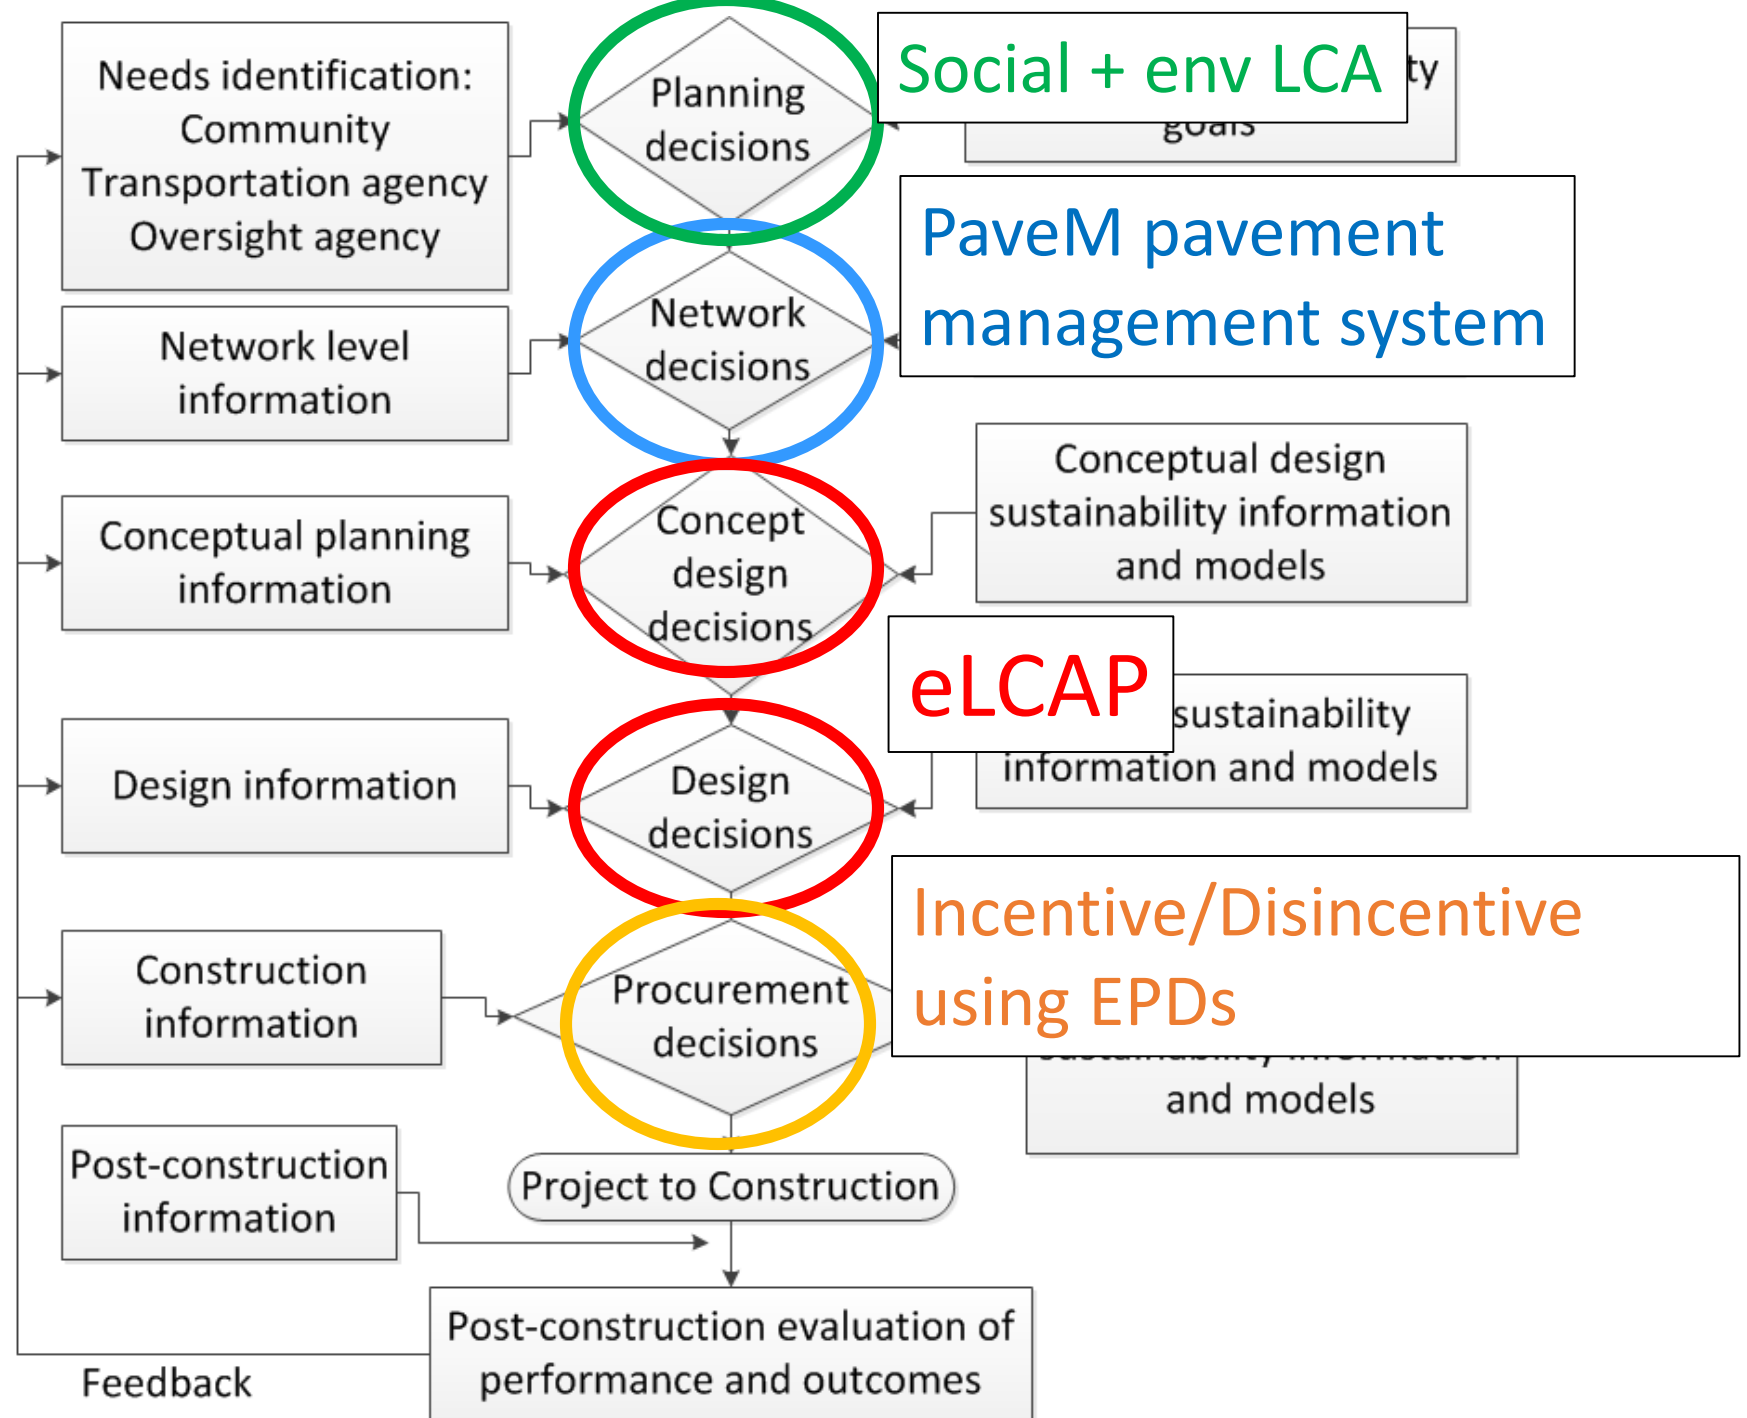 Needs identification:
Community
Transportation agency
Oversight agency
Planning
decisions
Social + env LCA
ty
goals
Network level
information
Network
decisions
PaveM pavement
management system
Conceptual planning
information
Concept
design
decisions
Conceptual design
sustainability information
and models
eLCAP
Design information
Design
decisions
sustainability
information and models
Construction
information
Procurement
decisions
Incentive/Disincentive
using EPDs
sustainability information
and models
Post-construction
information
Project to Construction
Post-construction evaluation of
performance and outcomes
Feedback